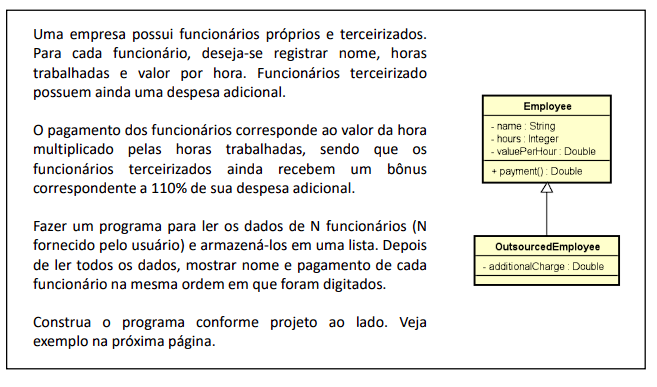 Uma empresa possui funcionários próprios e terceirizados.
Para cada funcionário, deseja-se registrar nome, horas
trabalhadas e valor por hora. Funcionários terceirizado
possuem ainda uma despesa adicional.
O pagamento dos funcionários corresponde ao valor da hora
multiplicado pelas horas trabalhadas, sendo que os
funcionários terceirizados ainda recebem um bônus
correspondente a 110% de sua despesa adicional.
Fazer um programa para ler os dados de N funcionários (N
fornecido pelo usuário) e armazená-los em uma lista. Depois
de ler todos os dados, mostrar nome e pagamento de cada
funcionário na mesma ordem em que foram digitados.
Construa o programa conforme projeto ao lado. Veja
exemplo na próxima página.
Employee
- name : String
- hours : Integer
- valuePerHour : Double
+ payment() : Double
OutsourcedEmployee
- additionalCharge : Double